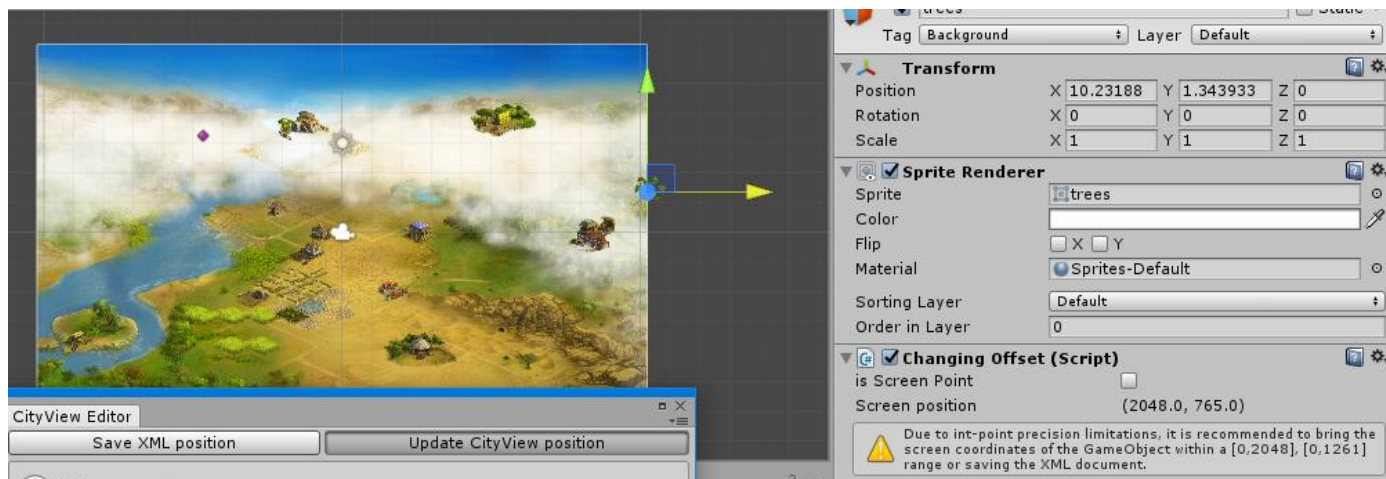 trees
Static
Tag Background Layer Default
Transform
Position X 10.23188 Y 1.343933 Z 0
Rotation X 0 Y 0 Z 0
Scale X 1 Y 1 Z 1
Sprite Renderer
Sprite trees
Color
Flip X Y
Material Sprites-Default
Sorting Layer Default
Order in Layer 0
Changing Offset (Script)
is Screen Point
Screen position (2048.0, 765.0)
Due to int-point precision limitations, it is recommended to bring the
screen coordinates of the GameObject within a [0,2048], [0,1261]
range or saving the XML document.
CityView Editor
Save XML position Update CityView position